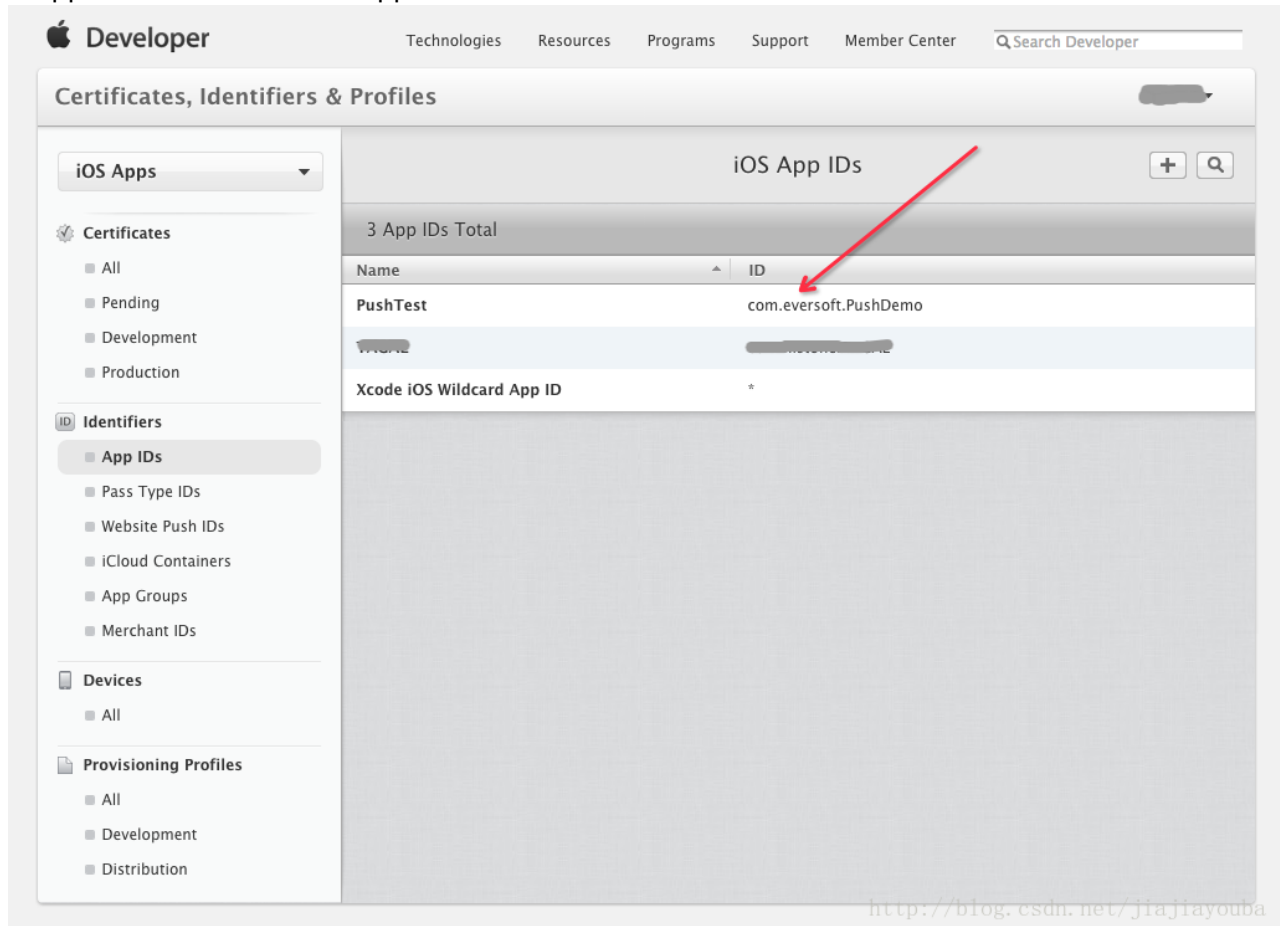 Developer
Technologies Resources Programs Support Member Center Search Developer
Certificates, Identifiers & Profiles
iOS Apps
iOS App IDs
Certificates
All
Pending
Development
Production
ID Identifiers
App IDs
Pass Type IDs
Website Push IDs
iCloud Containers
App Groups
Merchant IDs
Devices
All
Provisioning Profiles
All
Development
Distribution
3 App IDs Total
Name ID
PushTest com.eversoft.PushDemo
Xcode iOS Wildcard App ID *
http://blog.csdn.net/jiajiayouba